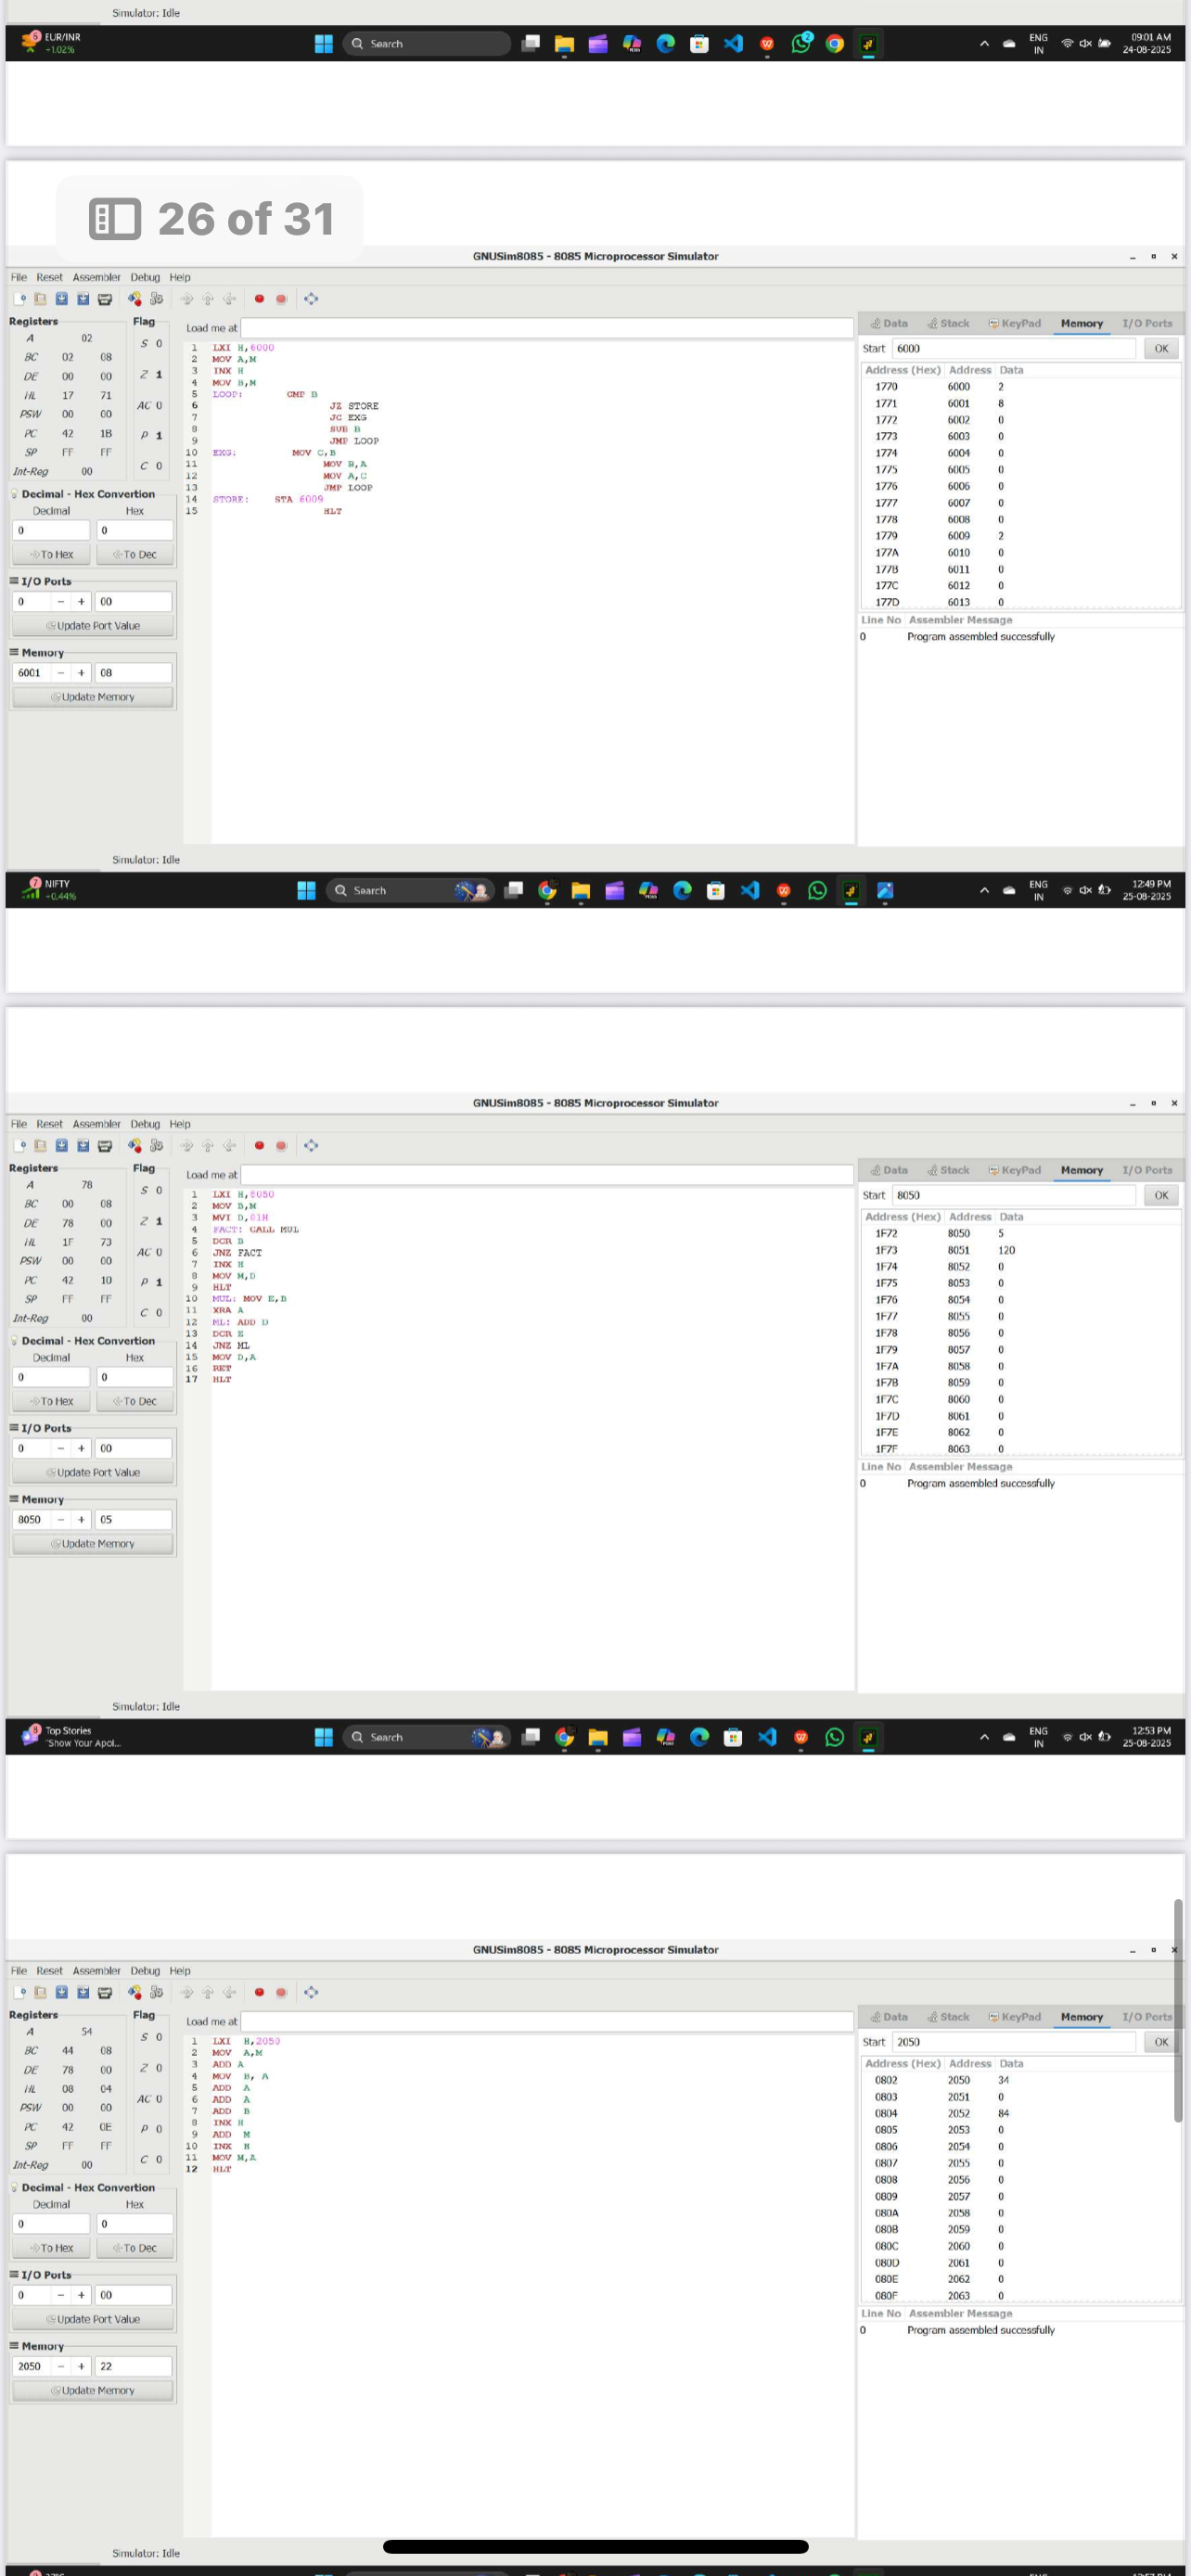 Simulator: Idle
EUR/INR
+1.02%
Search
ENG
IN
09:01 AM
24-08-2025
26 of 31
GNUSim8085 - 8085 Microprocessor Simulator
File Reset Assembler Debug Help
Registers Flag
A 02
BC 02 08
DE 00 00
HL 17 71
PSW 00 00
PC 42 1B
SP FF FF
Int-Reg 00
S 0
Z 1
AC 0
P 1
C 0
Decimal - Hex Convertion
Decimal Hex
0 0
To Hex To Dec
I/O Ports
0 - + 00
Update Port Value
Memory
6001 - + 08
Update Memory
Load me at
1 LXI H,6000
2 MOV A,M
3 INX H
4 MOV B,M
5 LOOP: CMP B
6 JZ STORE
7 JC EXG
8 SUB B
9 JMP LOOP
10 EXG: MOV C,B
11 MOV B,A
12 MOV A,C
13 JMP LOOP
14 STORE: STA 6009
15 HLT
Data Stack KeyPad Memory I/O Ports
Start 6000 OK
Address (Hex) Address Data
1770 6000 2
1771 6001 8
1772 6002 0
1773 6003 0
1774 6004 0
1775 6005 0
1776 6006 0
1777 6007 0
1778 6008 0
1779 6009 2
177A 6010 0
177B 6011 0
177C 6012 0
177D 6013 0
Line No Assembler Message
0 Program assembled successfully
Simulator: Idle
NIFTY
+0.44%
Search
ENG
IN
12:49 PM
25-08-2025
GNUSim8085 - 8085 Microprocessor Simulator
File Reset Assembler Debug Help
Registers Flag
A 78
BC 00 08
DE 78 00
HL 1F 73
PSW 00 00
PC 42 10
SP FF FF
Int-Reg 00
S 0
Z 1
AC 0
P 1
C 0
Decimal - Hex Convertion
Decimal Hex
0 0
To Hex To Dec
I/O Ports
0 - + 00
Update Port Value
Memory
8050 - + 05
Update Memory
Load me at
1 LXI H,8050
2 MOV B,M
3 MVI D,01H
4 FACT: CALL MUL
5 DCR B
6 JNZ FACT
7 INX H
8 MOV M,D
9 HLT
10 MUL: MOV E,B
11 XRA A
12 ML: ADD D
13 DCR E
14 JNZ ML
15 MOV D,A
16 RET
17 HLT
Data Stack KeyPad Memory I/O Ports
Start 8050 OK
Address (Hex) Address Data
1F72 8050 5
1F73 8051 120
1F74 8052 0
1F75 8053 0
1F76 8054 0
1F77 8055 0
1F78 8056 0
1F79 8057 0
1F7A 8058 0
1F7B 8059 0
1F7C 8060 0
1F7D 8061 0
1F7E 8062 0
1F7F 8063 0
Line No Assembler Message
0 Program assembled successfully
Simulator: Idle
Top Stories
"Show Your Apol...
Search
ENG
IN
12:53 PM
25-08-2025
GNUSim8085 - 8085 Microprocessor Simulator
File Reset Assembler Debug Help
Registers Flag
A 54
BC 44 08
DE 78 00
HL 08 04
PSW 00 00
PC 42 0E
SP FF FF
Int-Reg 00
S 0
Z 0
AC 0
P 0
C 0
Decimal - Hex Convertion
Decimal Hex
0 0
To Hex To Dec
I/O Ports
0 - + 00
Update Port Value
Memory
2050 - + 22
Update Memory
Load me at
1 LXI H,2050
2 MOV A,M
3 ADD A
4 MOV B, A
5 ADD A
6 ADD A
7 ADD B
8 INX H
9 ADD M
10 INX H
11 MOV M,A
12 HLT
Data Stack KeyPad Memory I/O Ports
Start 2050 OK
Address (Hex) Address Data
0802 2050 34
0803 2051 0
0804 2052 84
0805 2053 0
0806 2054 0
0807 2055 0
0808 2056 0
0809 2057 0
080A 2058 0
080B 2059 0
080C 2060 0
080D 2061 0
080E 2062 0
080F 2063 0
Line No Assembler Message
0 Program assembled successfully
Simulator: Idle